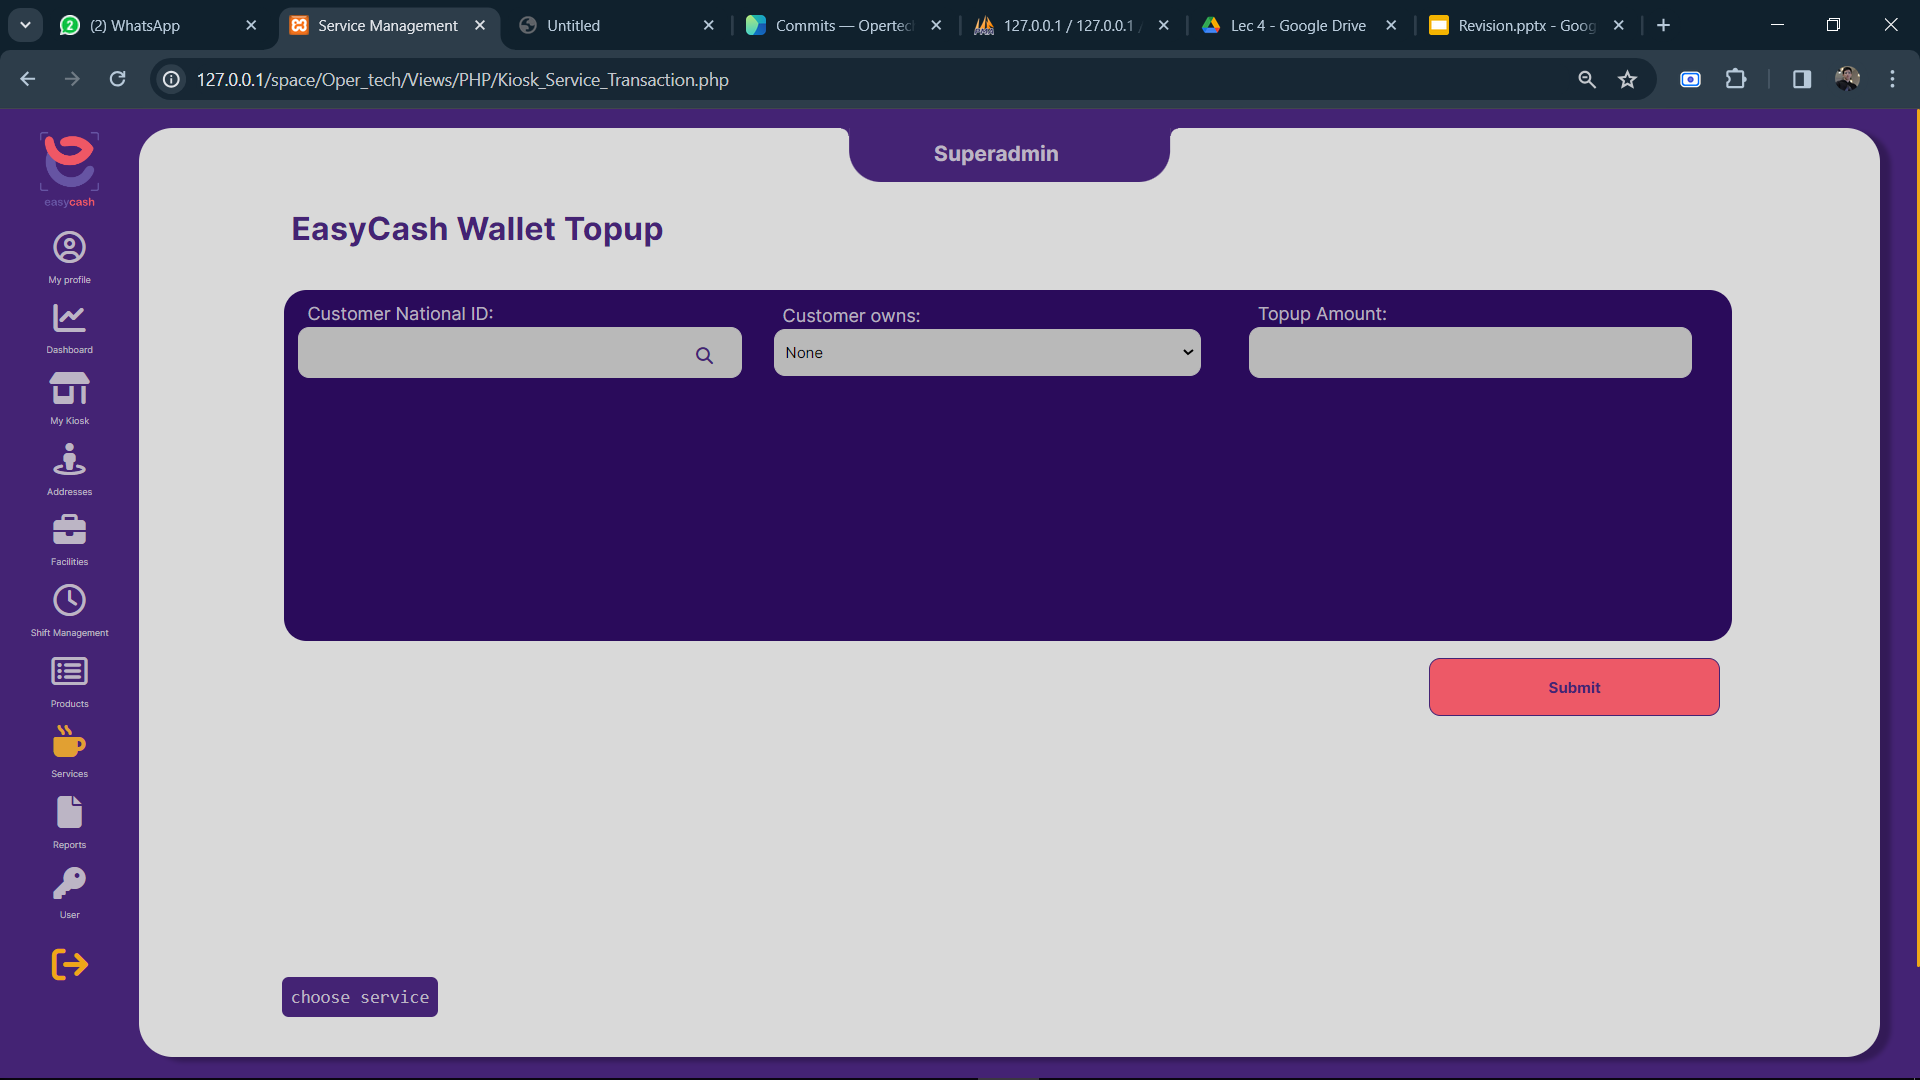 (2) WhatsApp
Service Management
Untitled
Commits — Opertec
127.0.0.1 / 127.0.0.1 /
Lec 4 - Google Drive
Revision.pptx - Goog
127.0.0.1/space/Oper_tech/Views/PHP/Kiosk_Service_Transaction.php
easycash
Superadmin
EasyCash Wallet Topup
My profile
Dashboard
My Kiosk
Addresses
Facilities
Shift Management
Products
Services
Reports
User
Customer National ID:
Customer owns:
Topup Amount:
None
Submit
choose service